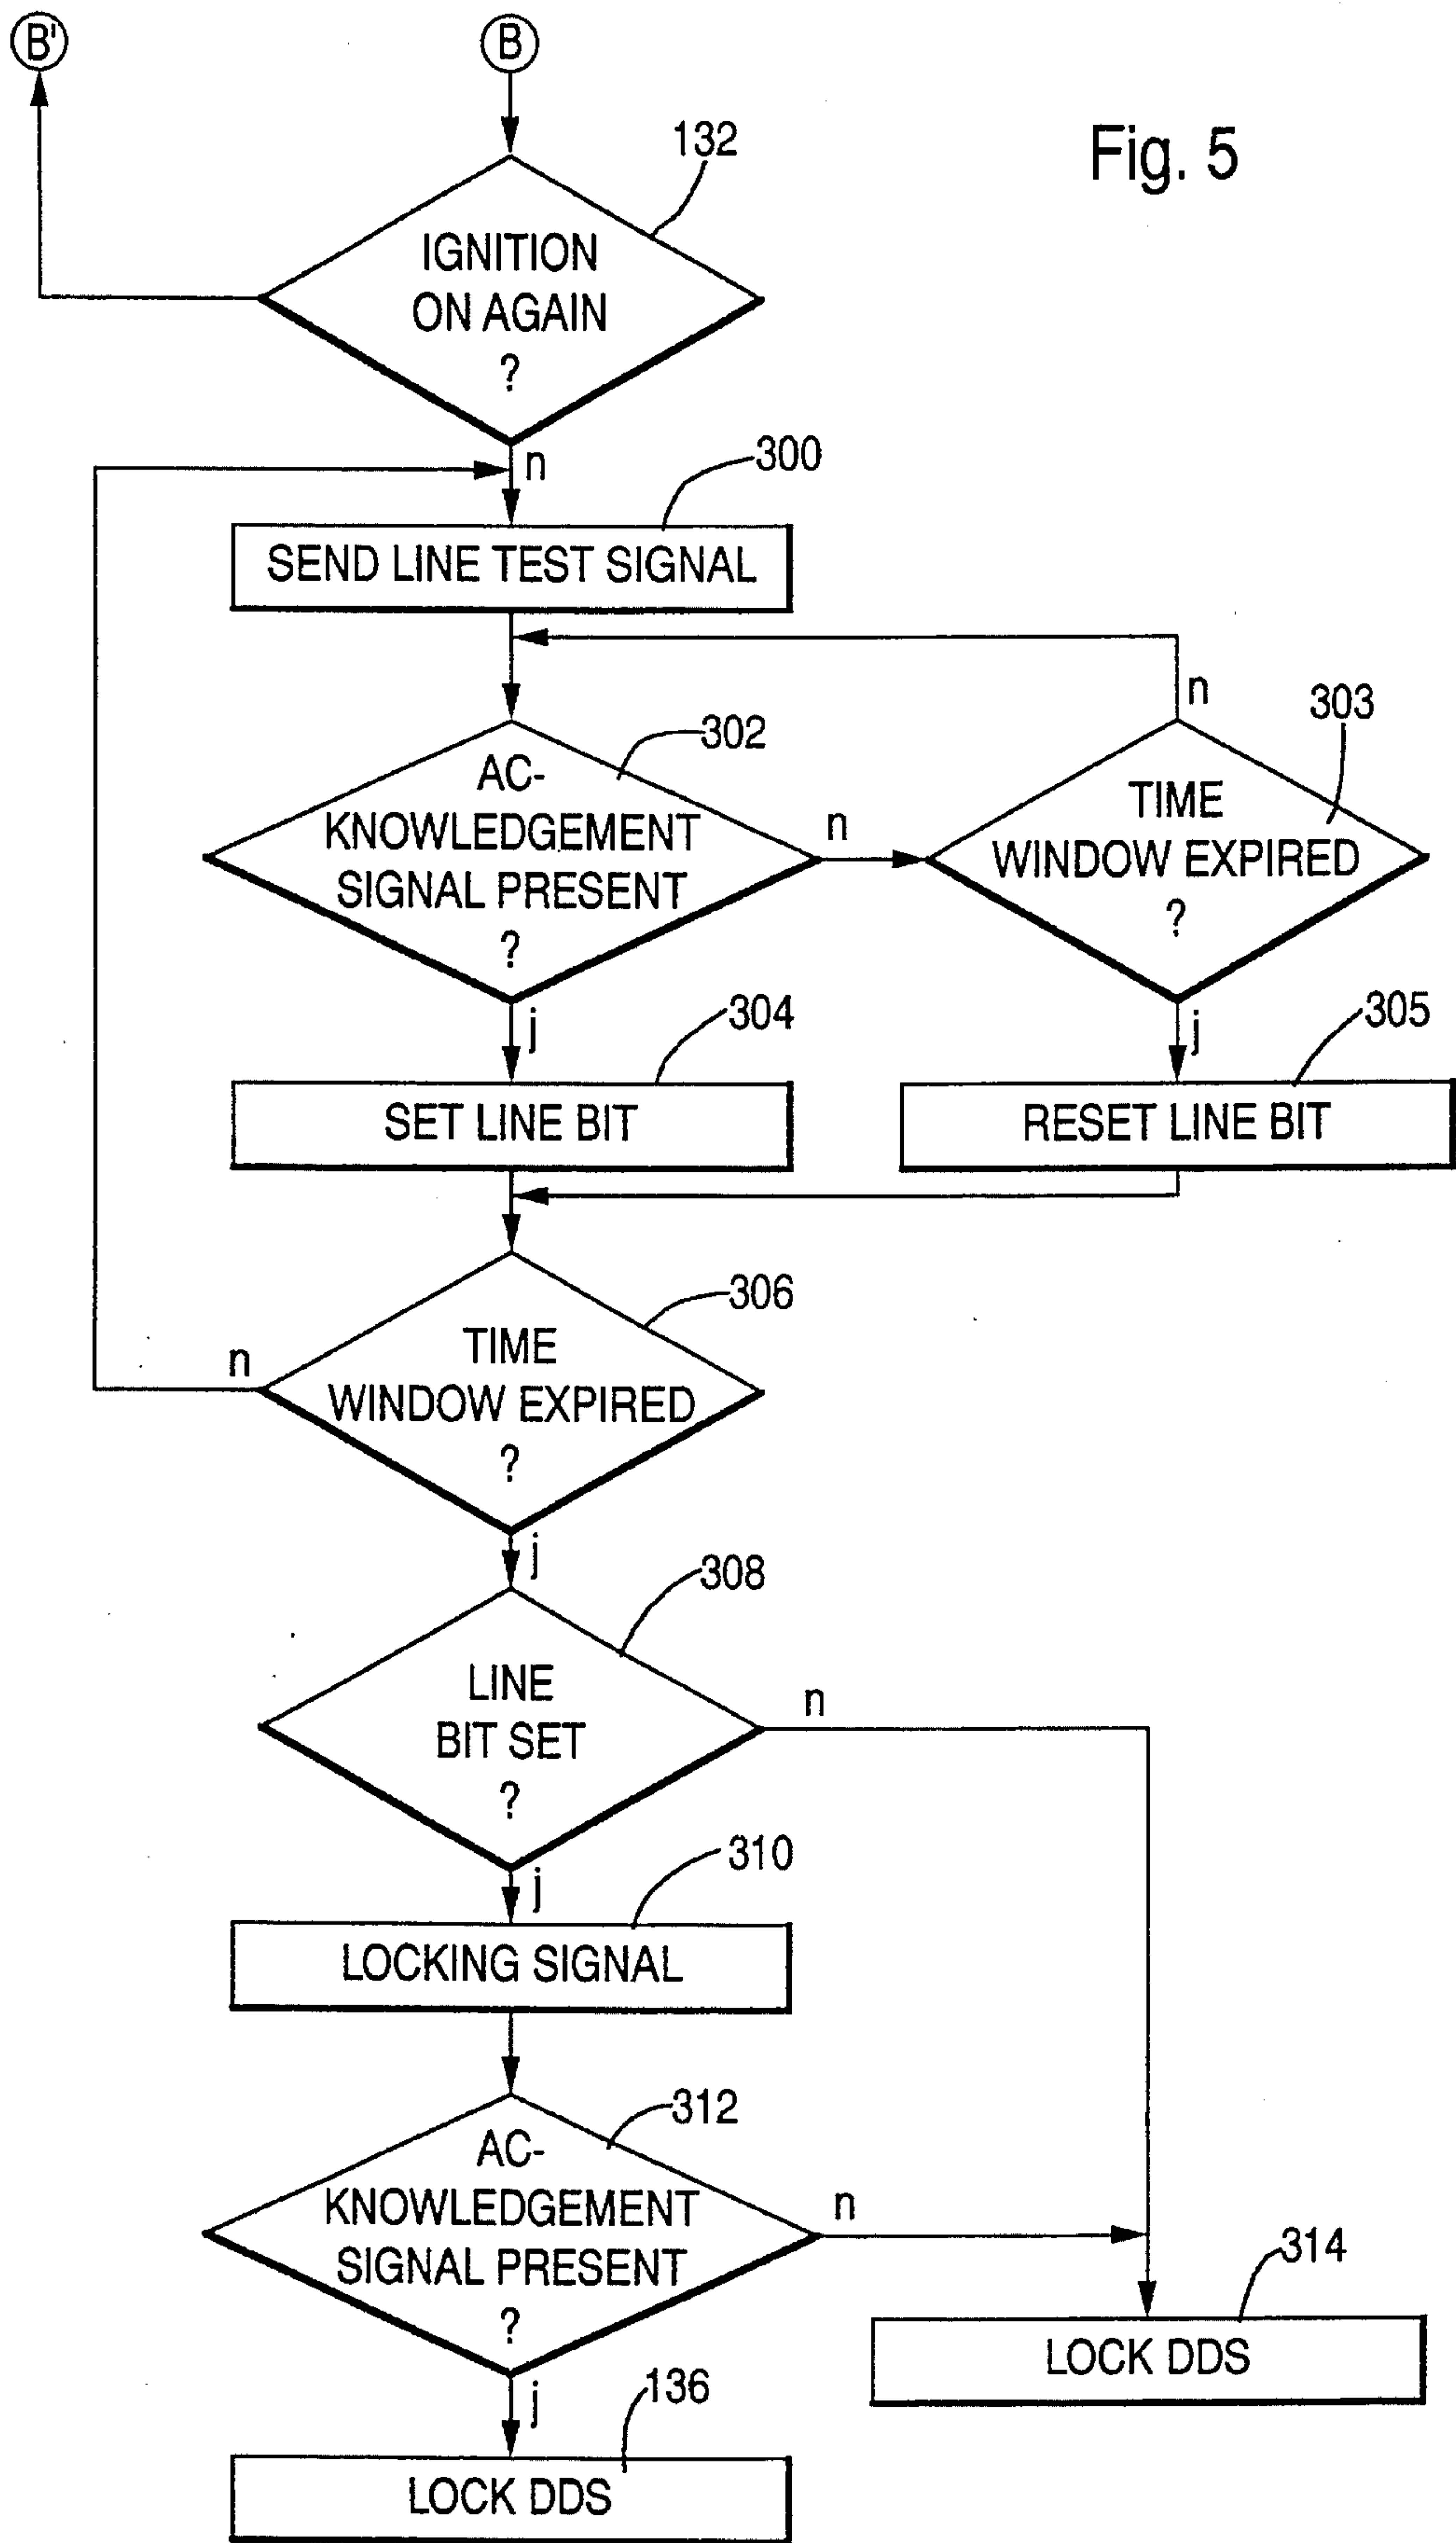 B'
B
Fig. 5
132
IGNITION
ON AGAIN
?
n
300
SEND LINE TEST SIGNAL
n
303
302
AC-
KNOWLEDGEMENT
SIGNAL PRESENT
?
n
TIME
WINDOW EXPIRED
?
j
304
j
305
SET LINE BIT
RESET LINE BIT
306
n
TIME
WINDOW EXPIRED
?
j
308
LINE
BIT SET
?
n
j
310
LOCKING SIGNAL
312
AC-
KNOWLEDGEMENT
SIGNAL PRESENT
?
n
314
LOCK DDS
j
136
LOCK DDS